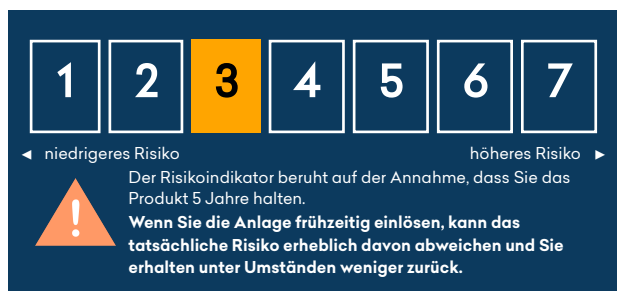 1 2 3 4 5 6 7
◄ niedrigeres Risiko höheres Risiko ►
Der Risikoindikator beruht auf der Annahme, dass Sie das
Produkt 5 Jahre halten.
!
Wenn Sie die Anlage frühzeitig einlösen, kann das
tatsächliche Risiko erheblich davon abweichen und Sie
erhalten unter Umständen weniger zurück.